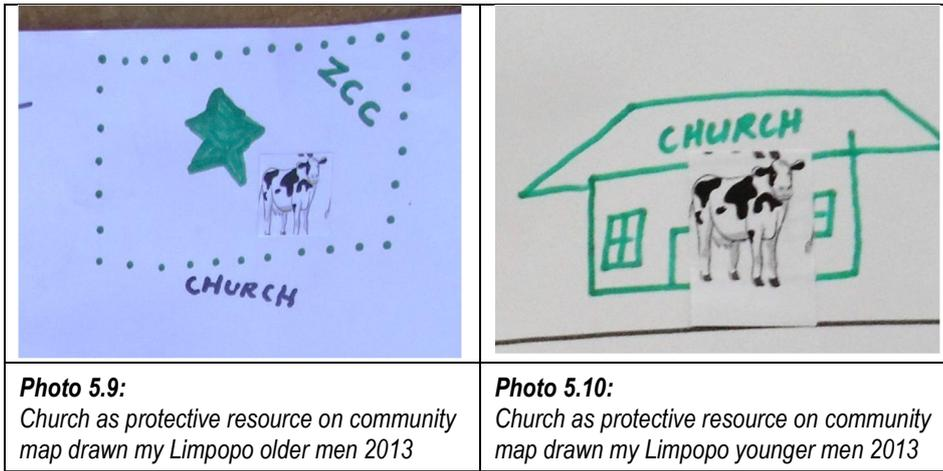 ZCC
CHURCH
CHURCH
Photo 5.9:
Church as protective resource on community
map drawn my Limpopo older men 2013
Photo 5.10:
Church as protective resource on community
map drawn my Limpopo younger men 2013